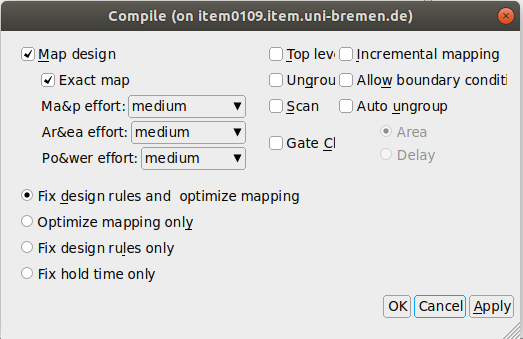 Compile (on item0109.item.uni-bremen.de)
Map design
Top leve
Incremental mapping
Exact map
Ungrou
Allow boundary conditi
Ma&p effort: medium
Scan
Auto ungroup
Ar&ea effort: medium
Area
Gate Cl
Delay
Po&wer effort: medium
Fix design rules and  optimize mapping
Optimize mapping only
Fix design rules only
Fix hold time only
OK Cancel Apply